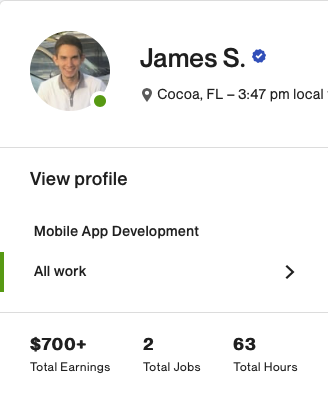 James S.
Cocoa, FL – 3:47 pm local
View profile
Mobile App Development
All work
$700+ 2 63
Total Earnings Total Jobs Total Hours